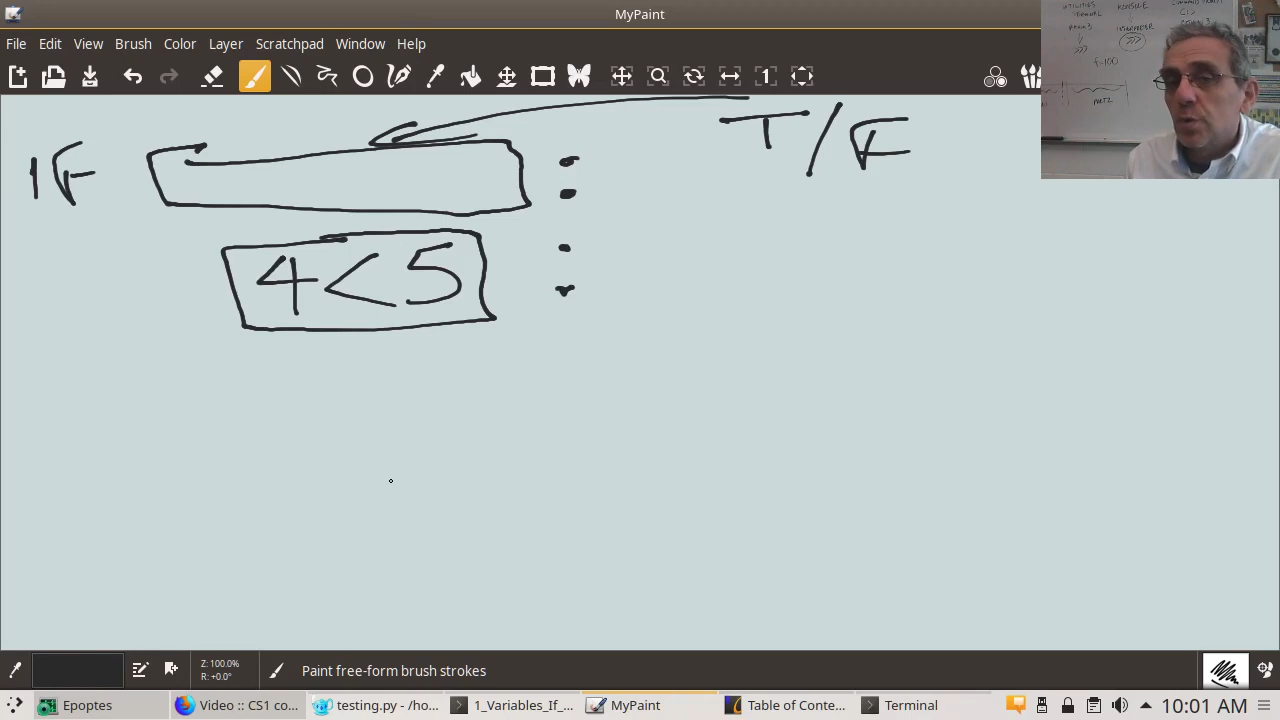 MyPaint
File Edit View Brush Color Layer Scratchpad Window Help
IF : T/F
4<5 :
f=100
Z: 100.0%
R: +0.0°
Paint free-form brush strokes
Epoptes Video :: CS1 co... testing.py - /ho... 1_Variables_If_... MyPaint Table of Conte... Terminal 10:01 AM